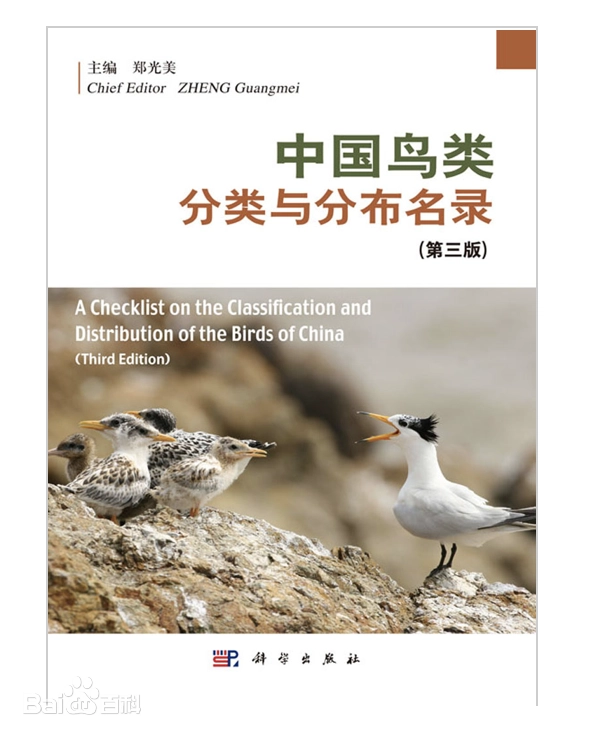 主编 郑光美
Chief Editor ZHENG Guangmei
中国鸟类
分类与分布名录
(第三版)
A Checklist on the Classification and
Distribution of the Birds of China
(Third Edition)
SP 科学出版社
Bai百科